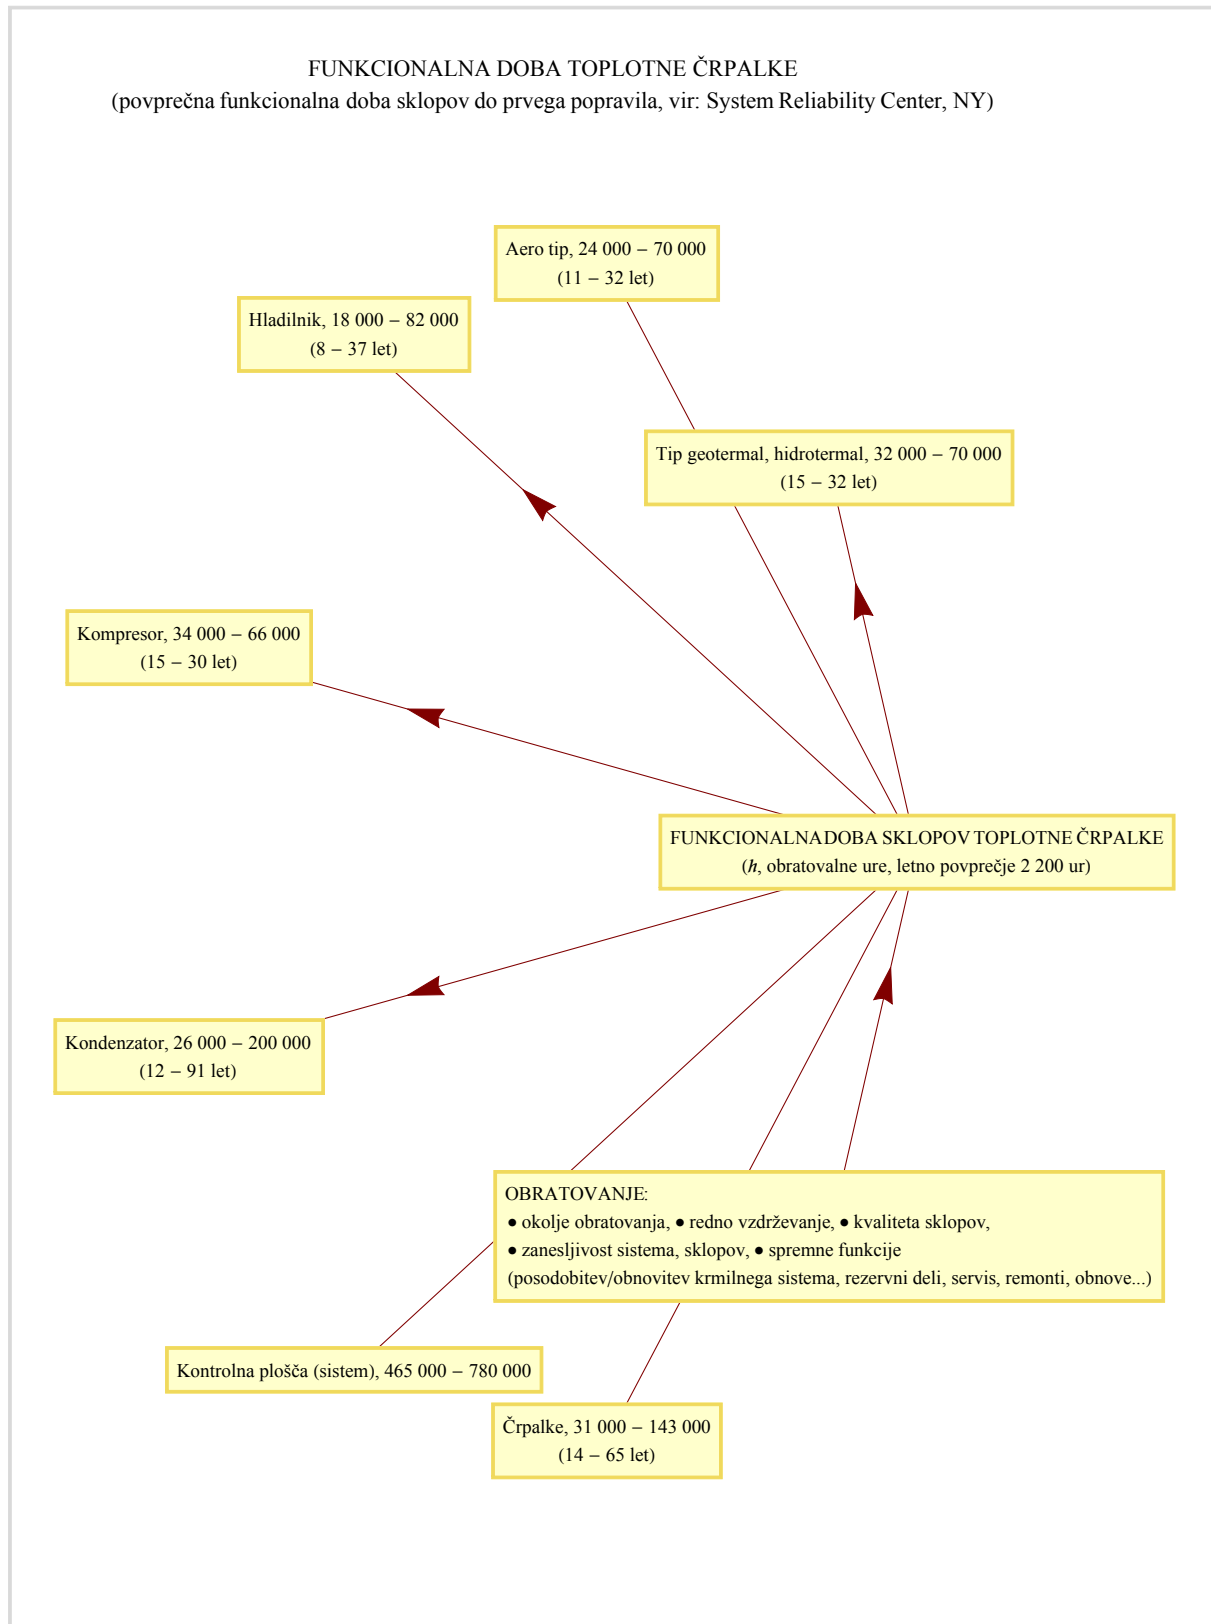 FUNKCIONALNA DOBA TOPLOTNE ČRPALKE
(povprečna funkcionalna doba sklopov do prvega popravila, vir: System Reliability Center, NY)
Aero tip, 24 000 – 70 000
(11 – 32 let)
Hladilnik, 18 000 – 82 000
(8 – 37 let)
Tip geotermal, hidrotermal, 32 000 – 70 000
(15 – 32 let)
Kompresor, 34 000 – 66 000
(15 – 30 let)
FUNKCIONALNA DOBA SKLOPOV TOPLOTNE ČRPALKE
(h, obratovalne ure, letno povprečje 2 200 ur)
Kondenzator, 26 000 – 200 000
(12 – 91 let)
OBRATOVANJE:
• okolje obratovanja, • redno vzdrževanje, • kvaliteta sklopov,
• zanesljivost sistema, sklopov, • spremne funkcije
(posodobitev/obnovitev krmilnega sistema, rezervni deli, servis, remonti, obnove...)
Kontrolna plošča (sistem), 465 000 – 780 000
Črpalke, 31 000 – 143 000
(14 – 65 let)